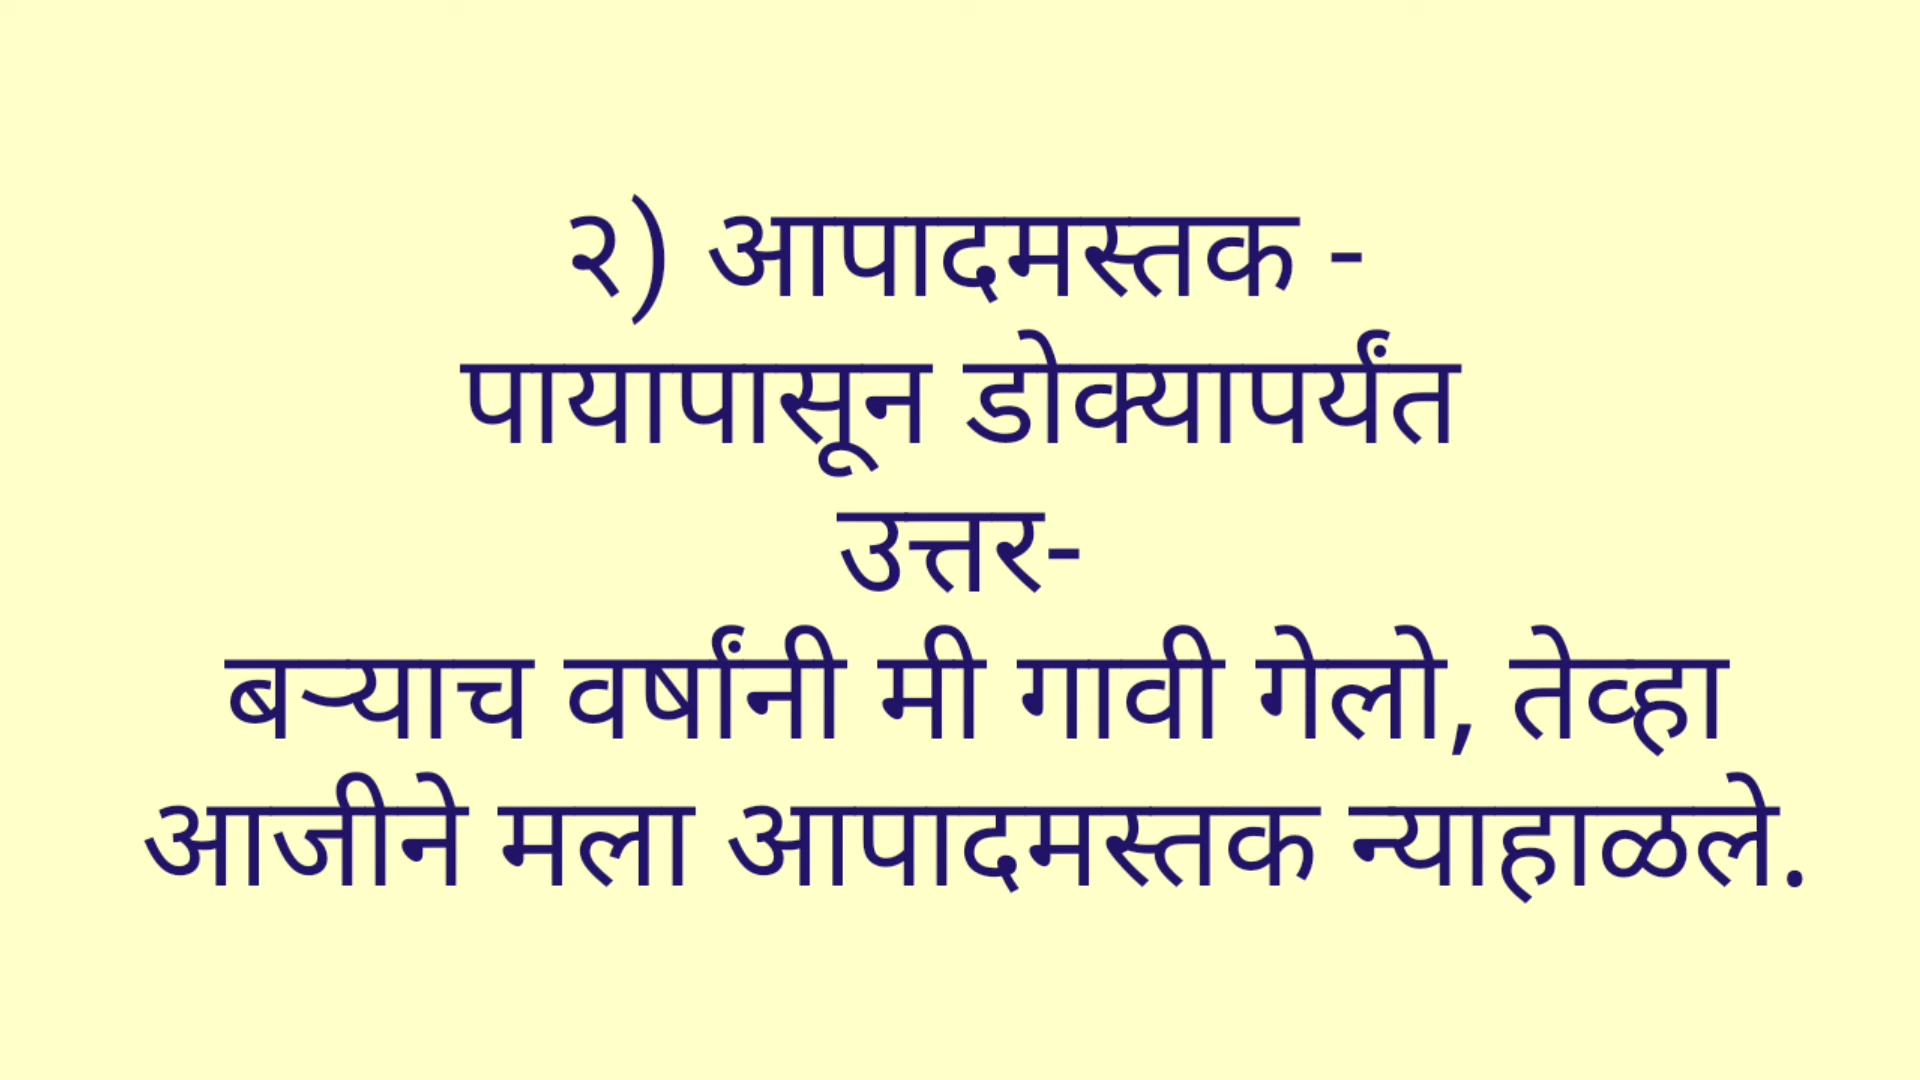 २) आपादमस्तक -
पायापासून डोक्यापर्यंत
उत्तर-
बऱ्याच वर्षांनी मी गावी गेलो, तेव्हा
आजीने मला आपादमस्तक न्याहाळले.